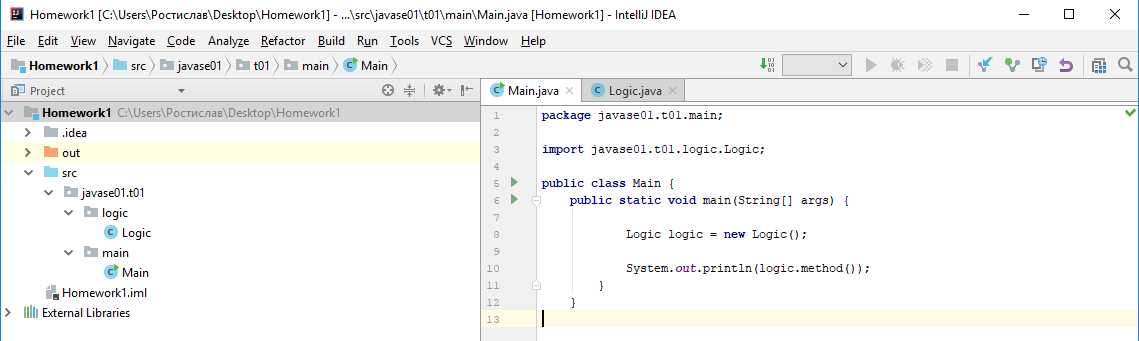 Homework1 [C:\Users\Ростислав\Desktop\Homework1] - ...\src\javase01\t01\main\Main.java [Homework1] - IntelliJ IDEA
File Edit View Navigate Code Analyze Refactor Build Run Tools VCS Window Help
Homework1 src javase01 t01 main Main
Project
Homework1 C:\Users\Ростислав\Desktop\Homework1
.idea
out
src
javase01.t01
logic
Logic
main
Main
Homework1.iml
External Libraries
Main.java Logic.java
1 package javase01.t01.main;
2
3 import javase01.t01.logic.Logic;
4
5 public class Main {
6 public static void main(String[] args) {
7
8 Logic logic = new Logic();
9
10 System.out.println(logic.method());
11 }
12 }
13